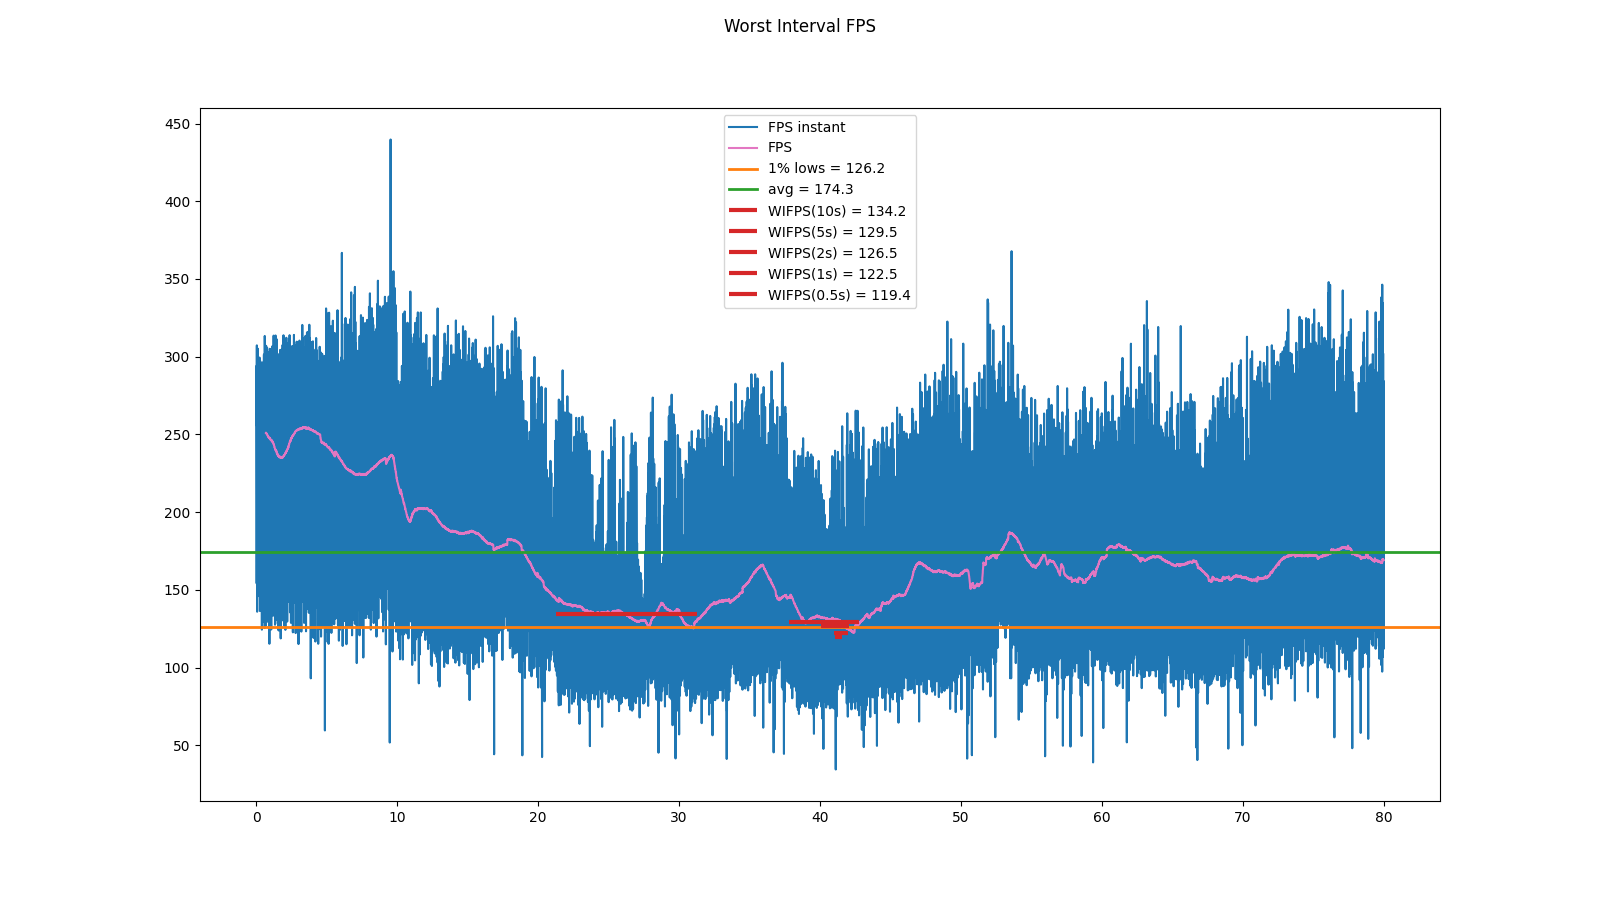 Worst Interval FPS
450
400
350
300
250
200
150
100
50
FPS instant
FPS
1% lows = 126.2
avg = 174.3
WIFPS(10s) = 134.2
WIFPS(5s) = 129.5
WIFPS(2s) = 126.5
WIFPS(1s) = 122.5
WIFPS(0.5s) = 119.4
0 10 20 30 40 50 60 70 80